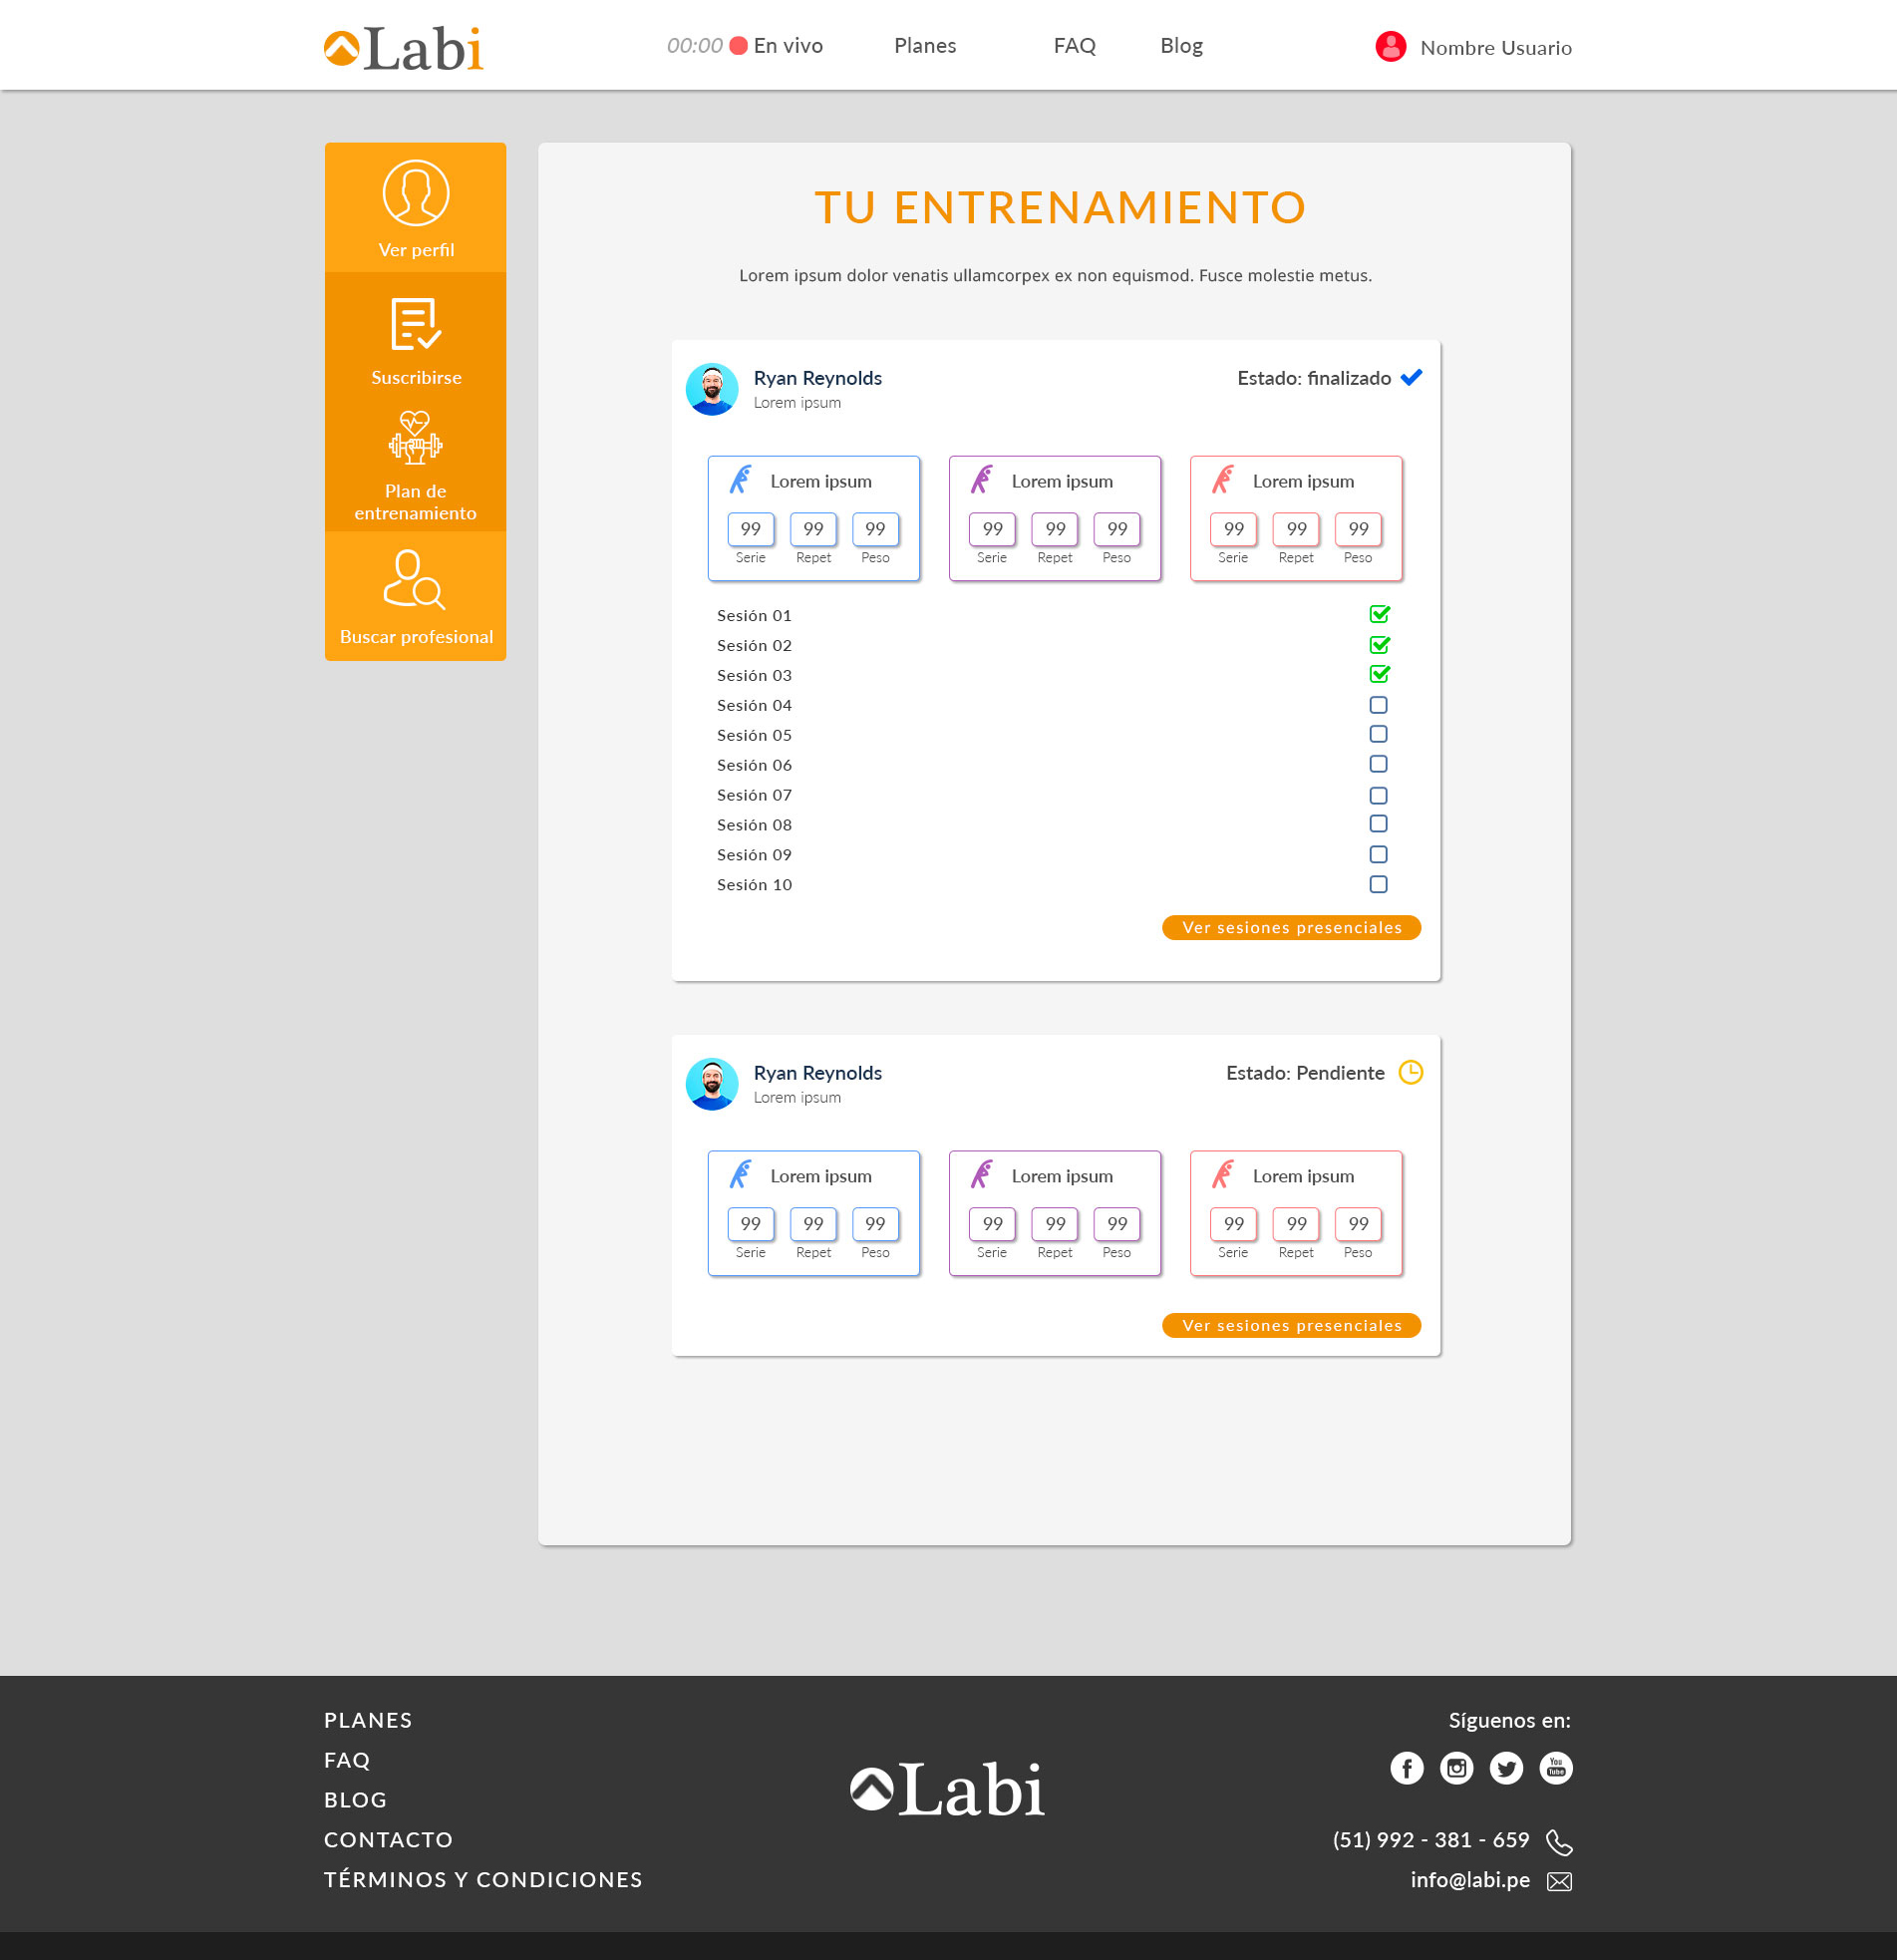 Labi
00:00 En vivo Planes FAQ Blog Nombre Usuario
Ver perfil
Suscribirse
Plan de
entrenamiento
Buscar profesional
TU ENTRENAMIENTO
Lorem ipsum dolor venatis ullamcorpex ex non equismod. Fusce molestie metus.
Ryan Reynolds
Lorem ipsum
Estado: finalizado
Lorem ipsum Lorem ipsum Lorem ipsum
99 99 99 99 99 99 99 99 99
Serie Repet Peso Serie Repet Peso Serie Repet Peso
Sesión 01
Sesión 02
Sesión 03
Sesión 04
Sesión 05
Sesión 06
Sesión 07
Sesión 08
Sesión 09
Sesión 10
Ver sesiones presenciales
Ryan Reynolds
Lorem ipsum
Estado: Pendiente
Lorem ipsum Lorem ipsum Lorem ipsum
99 99 99 99 99 99 99 99 99
Serie Repet Peso Serie Repet Peso Serie Repet Peso
Ver sesiones presenciales
PLANES
FAQ
BLOG
CONTACTO
TÉRMINOS Y CONDICIONES
Labi
Síguenos en:
You
Tube
(51) 992 - 381 - 659
info@labi.pe